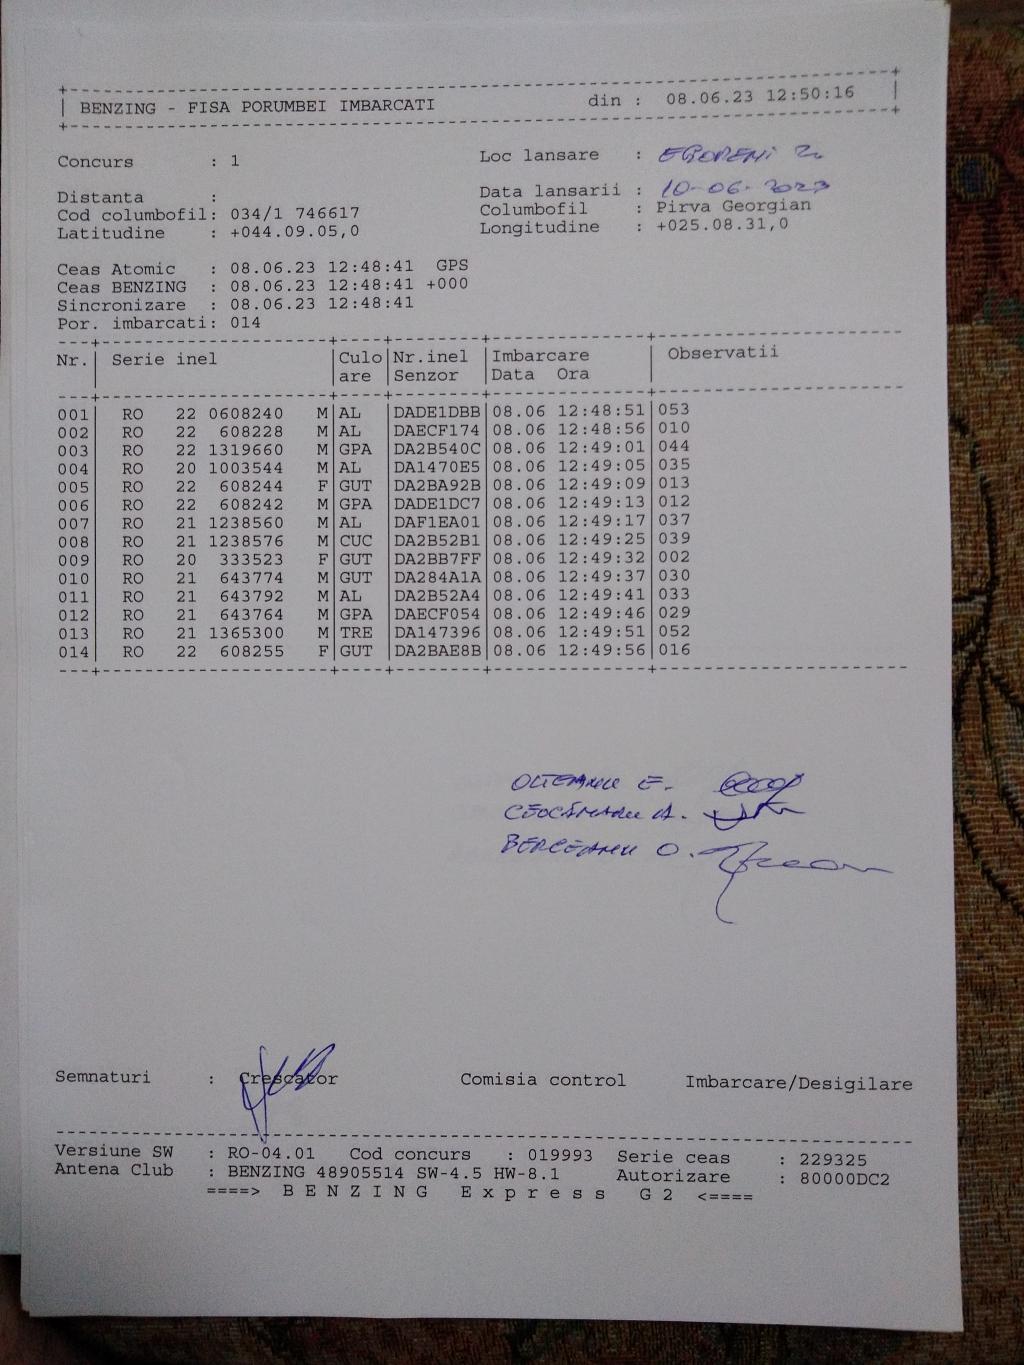 BENZING - FISA PORUMBEI IMBARCATI din : 08.06.23 12:50:16
Concurs : 1 Loc lansare :
Distanta : Data lansarii : 10-06-2023
Cod columbofil: 034/1 746617 Columbofil : Pirva Georgian
Latitudine : +044.09.05,0 Longitudine : +025.08.31,0
Ceas Atomic : 08.06.23 12:48:41 GPS
Ceas BENZING : 08.06.23 12:48:41 +000
Sincronizare : 08.06.23 12:48:41
Por. imbarcati: 014
Nr. Serie inel Culo Nr.inel Imbarcare Observatii
are Senzor Data Ora
001 RO 22 0608240 M AL DADE1DBB 08.06 12:48:51 053
002 RO 22 608228 M AL DAECF174 08.06 12:48:56 010
003 RO 22 1319660 M GPA DA2B540C 08.06 12:49:01 044
004 RO 20 1003544 M AL DA1470E5 08.06 12:49:05 035
005 RO 22 608244 F GUT DA2BA92B 08.06 12:49:09 013
006 RO 22 608242 M GPA DADE1DC7 08.06 12:49:13 012
007 RO 21 1238560 M AL DAF1EA01 08.06 12:49:17 037
008 RO 21 1238576 M CUC DA2B52B1 08.06 12:49:25 039
009 RO 20 333523 F GUT DA2BB7FF 08.06 12:49:32 002
010 RO 21 643774 M GUT DA284A1A 08.06 12:49:37 030
011 RO 21 643792 M AL DA2B52A4 08.06 12:49:41 033
012 RO 21 643764 M GPA DAECF054 08.06 12:49:46 029
013 RO 21 1365300 M TRE DA147396 08.06 12:49:51 052
014 RO 22 608255 F GUT DA2BAE8B 08.06 12:49:56 016
OLTEANU E.
CEOCÂNARU A.
BERCEANU O.
Semnaturi : Crescator Comisia control Imbarcare/Desigilare
Versiune SW : RO-04.01 Cod concurs : 019993 Serie ceas : 229325
Antena Club : BENZING 48905514 SW-4.5 HW-8.1 Autorizare : 80000DC2
====> B E N Z I N G E x p r e s s G 2 <====